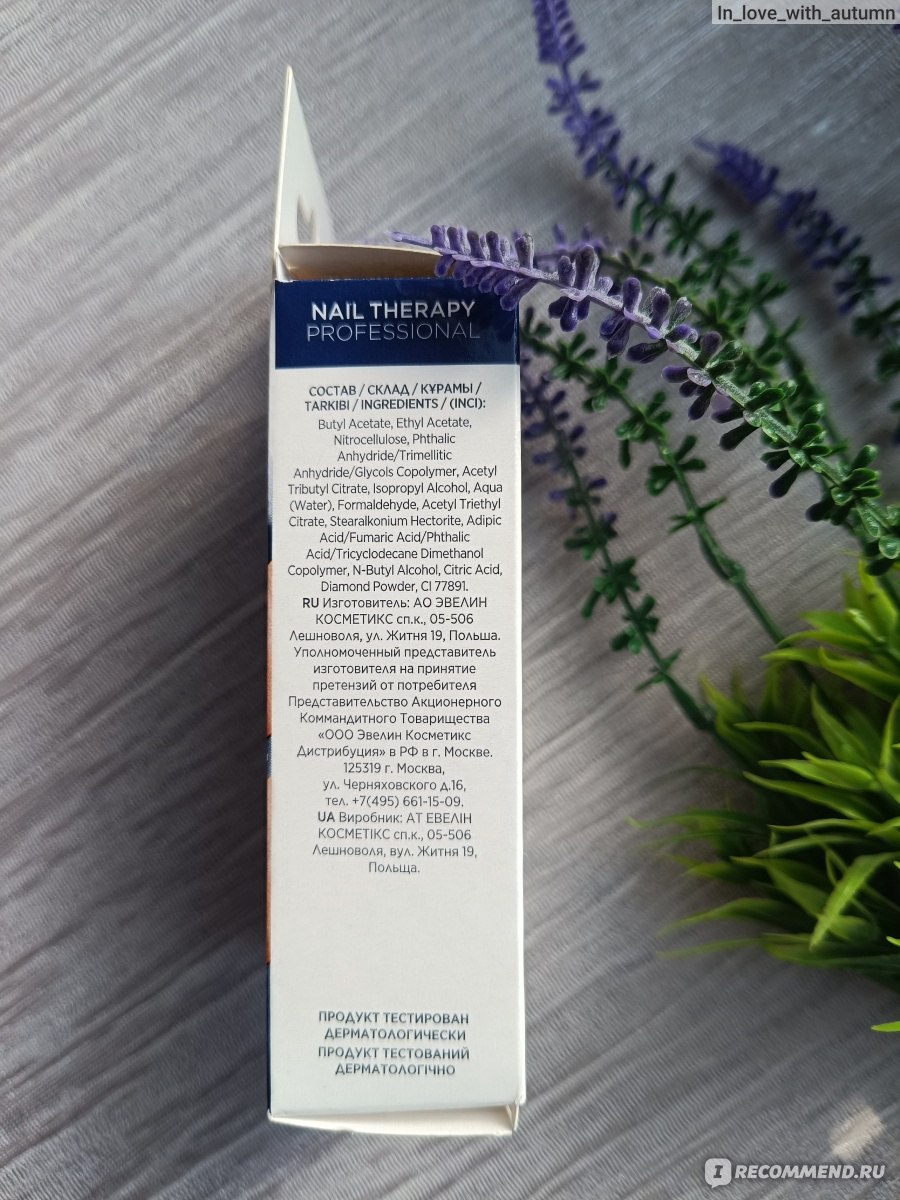 In_love_with_autumn
NAIL THERAPY
PROFESSIONAL
СОСТАВ / СКЛАД / ҚҰРАМЫ /
TARKIBI / INGREDIENTS / (INCI):
Butyl Acetate, Ethyl Acetate,
Nitrocellulose, Phthalic
Anhydride/Trimellitic
Anhydride/Glycols Copolymer, Acetyl
Tributyl Citrate, Isopropyl Alcohol, Aqua
(Water), Formaldehyde, Acetyl Triethyl
Citrate, Stearalkonium Hectorite, Adipic
Acid/Fumaric Acid/Phthalic
Acid/Tricyclodecane Dimethanol
Copolymer, N-Butyl Alcohol, Citric Acid,
Diamond Powder, CI 77891.
RU Изготовитель: АО ЭВЕЛИН
КОСМЕТИКС сп.к., 05-506
Лешноволя, ул. Житня 19, Польша.
Уполномоченный представитель
изготовителя на принятие
претензий от потребителя
Представительство Акционерного
Коммандитного Товарищества
«ООО Эвелин Косметикс
Дистрибуция» в РФ в г. Москве.
125319 г. Москва,
ул. Черняховского д.16,
тел. +7(495) 661-15-09.
UA Виробник: АТ ЕВЕЛІН
КОСМЕТІКС сп.к., 05-506
Лешноволя, вул. Житня 19,
Польща.
ПРОДУКТ ТЕСТИРОВАН
ДЕРМАТОЛОГИЧЕСКИ
ПРОДУКТ ТЕСТОВАНИЙ
ДЕРМАТОЛОГІЧНО
IRECOMMEND.RU